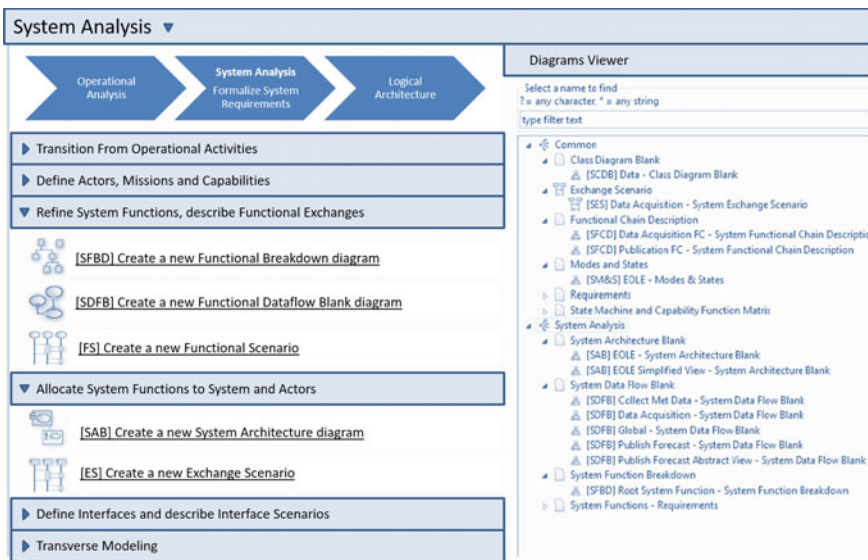 System Analysis
Operational
Analysis
System Analysis
Formalize System
Requirements
Logical
Architecture
Transition From Operational Activities
Define Actors, Missions and Capabilities
Refine System Functions, describe Functional Exchanges
[SFBD] Create a new Functional Breakdown diagram
[SDFB] Create a new Functional Dataflow Blank diagram
[FS] Create a new Functional Scenario
Allocate System Functions to System and Actors
[SAB] Create a new System Architecture diagram
[ES] Create a new Exchange Scenario
Define Interfaces and describe Interface Scenarios
Transverse Modeling
Diagrams Viewer
Select a name to find
? = any character, * = any string
type filter text
Common
Class Diagram Blank
[SCDB] Data - Class Diagram Blank
Exchange Scenario
[SES] Data Acquisition - System Exchange Scenario
Functional Chain Description
[SFCD] Data Acquisition FC - System Functional Chain Descriptio
[SFCD] Publication FC - System Functional Chain Description
Modes and States
[SM&S] EOLE - Modes & States
Requirements
State Machine and Capability Function Matrix
System Analysis
System Architecture Blank
[SAB] EOLE - System Architecture Blank
[SAB] EOLE Simplified View - System Architecture Blank
System Data Flow Blank
[SDFB] Collect Met Data - System Data Flow Blank
[SDFB] Data Acquisition - System Data Flow Blank
[SDFB] Global - System Data Flow Blank
[SDFB] Publish Forecast - System Data Flow Blank
[SDFB] Publish Forecast Abstract View - System Data Flow Blank
System Function Breakdown
[SFBD] Root System Function - System Function Breakdown
System Functions - Requirements